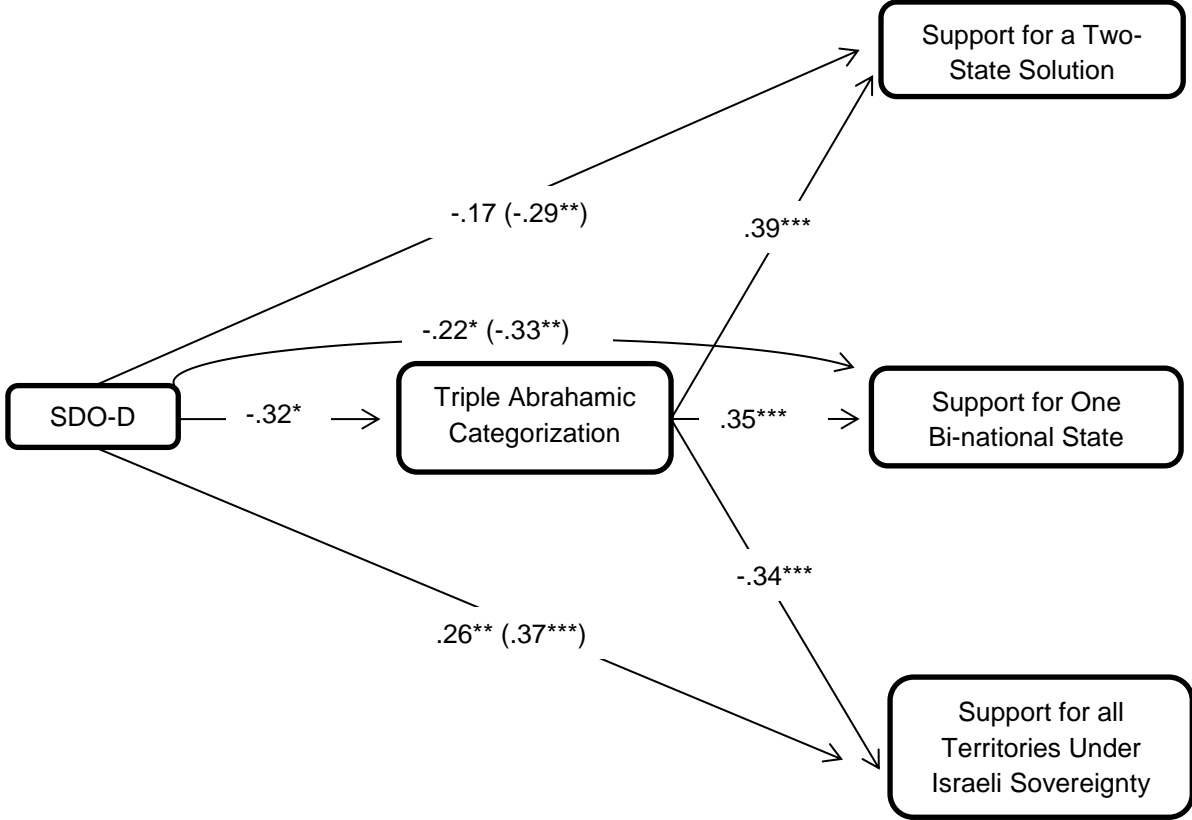 Support for a Two-
State Solution
-.17 (-.29**)
.39***
-.22* (-.33**)
SDO-D
-.32*
Triple Abrahamic
Categorization
.35***
Support for One
Bi-national State
-.34***
.26** (.37***)
Support for all
Territories Under
Israeli Sovereignty